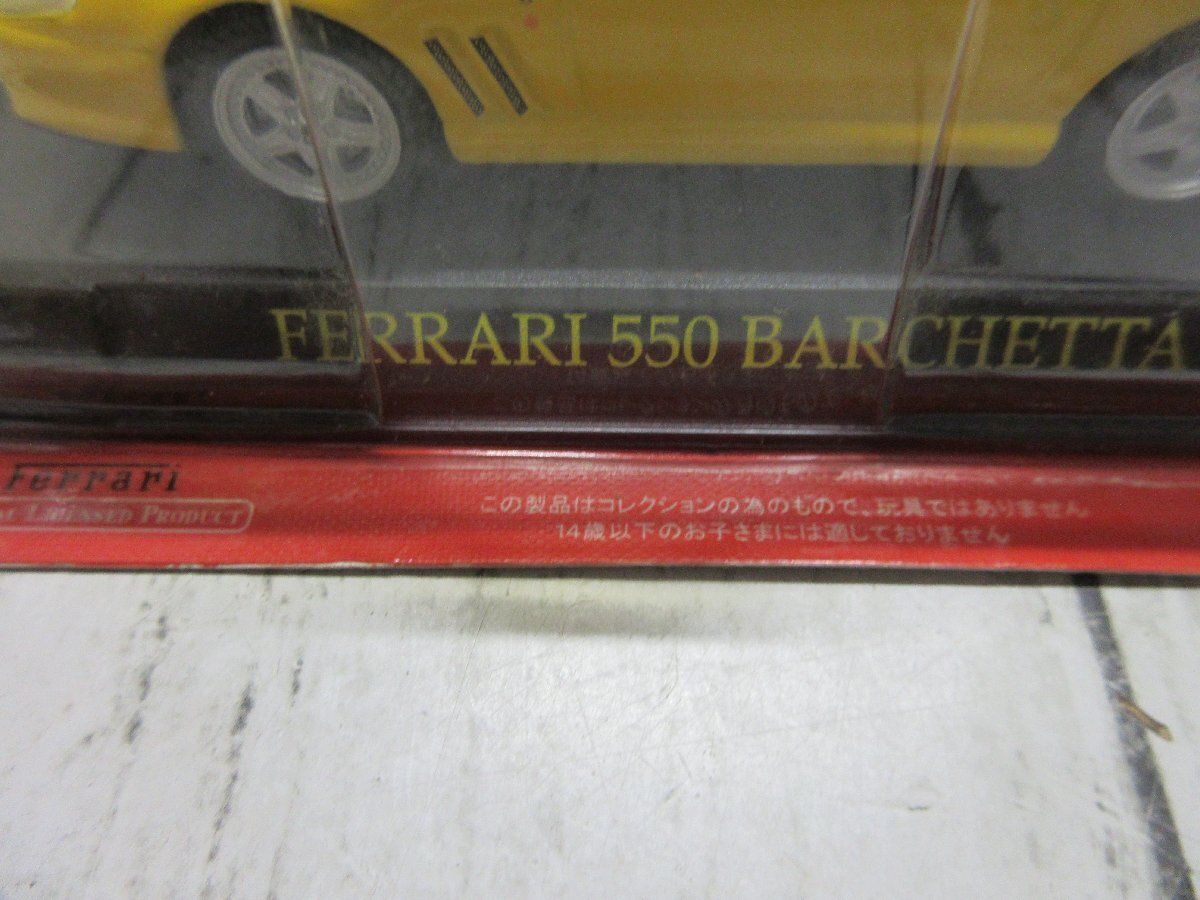 FERRARI 550 BARCHETTA
Ferrari
LICENSED PRODUCT
この製品はコレクションの為のもので、玩具ではありません
14歳以下のお子さまには適しておりません